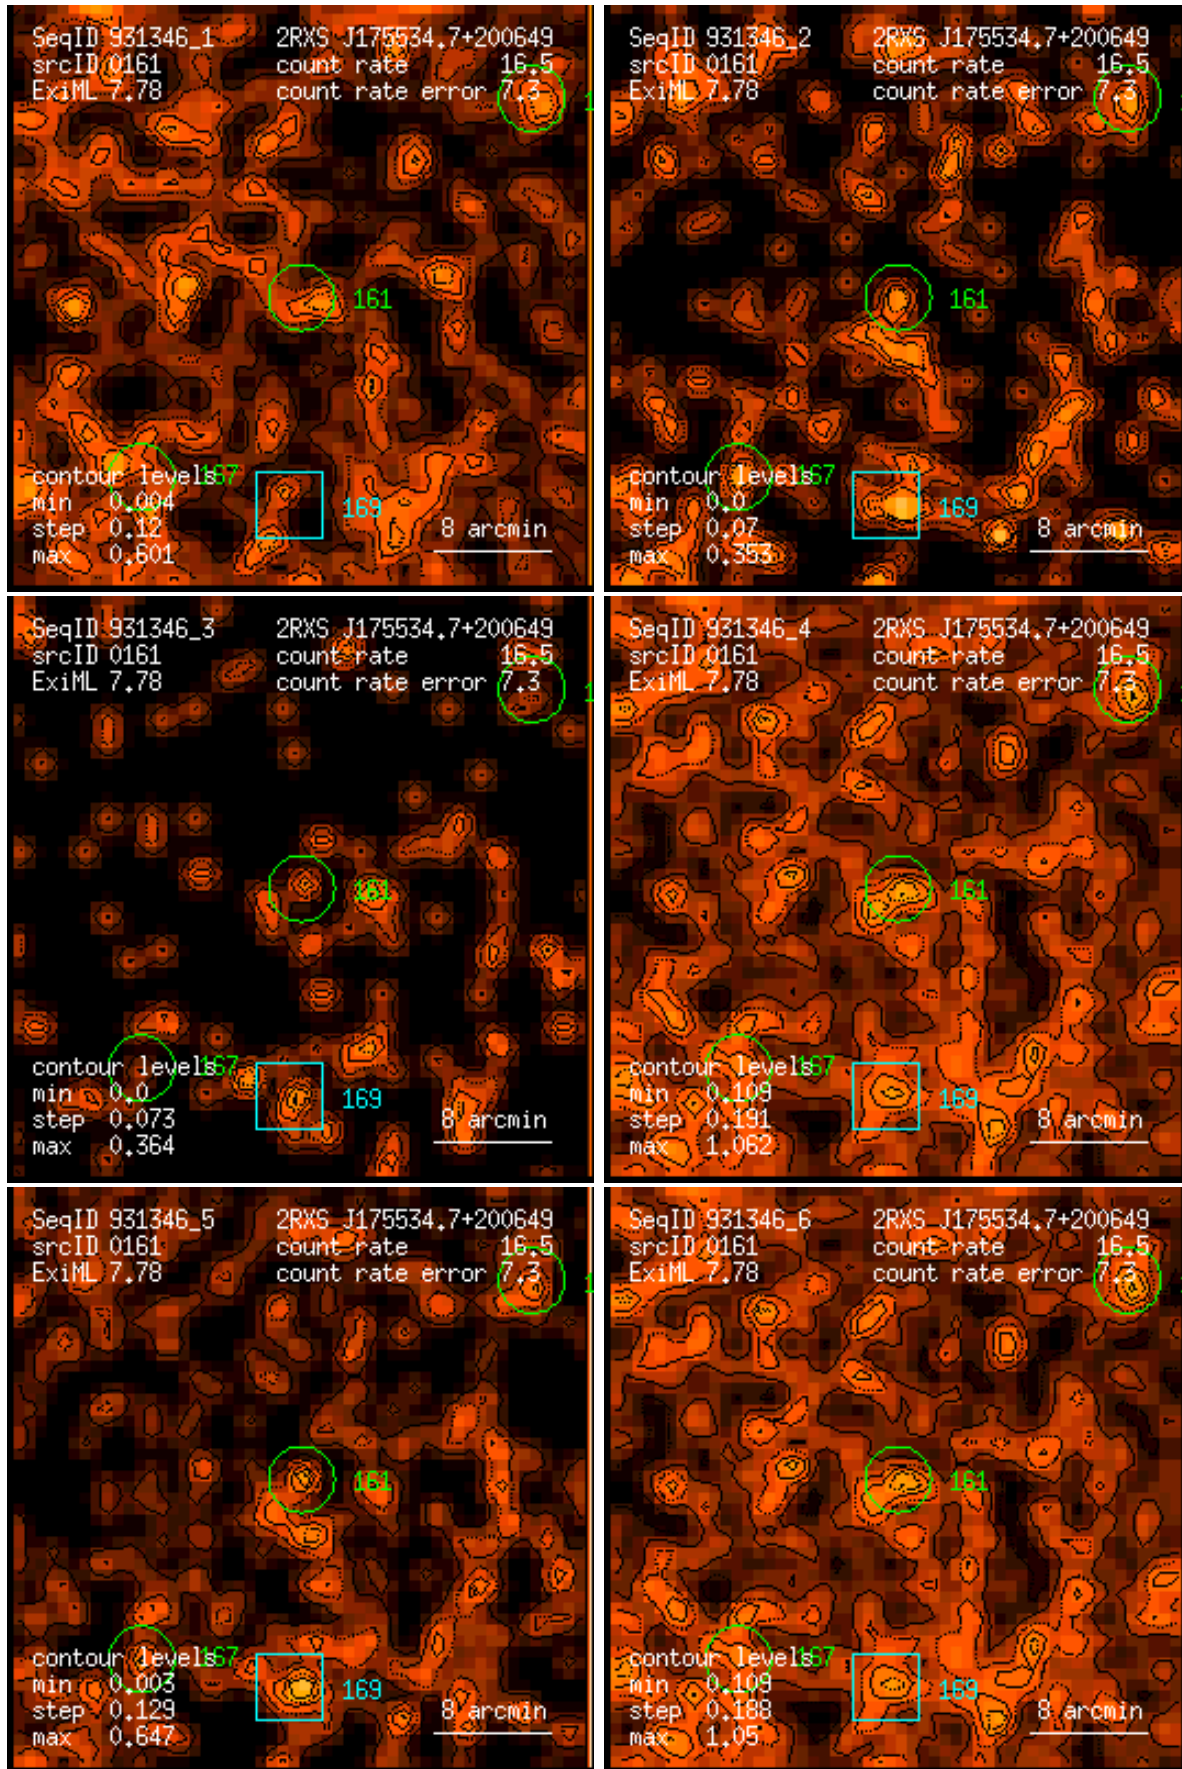 SeqID 931346_1 2RXS J175534.7+200649
srcID 0161 count rate 16.5
ExiML 7.78 count rate error 7.3
1
161
contour levels 167
min 0.004
169
step 0.12 8 arcmin
max 0.601
SeqID 931346_2 2RXS J175534.7+200649
srcID 0161 count rate 16.5
ExiML 7.78 count rate error 7.3
161
contour levels 167
min 0.0
169
step 0.07 8 arcmin
max 0.353
SeqID 931346_3 2RXS J175534.7+200649
srcID 0161 count rate 16.5
ExiML 7.78 count rate error 7.3
1
161
contour levels 167
min 0.0
169
step 0.073 8 arcmin
max 0.364
SeqID 931346_4 2RXS J175534.7+200649
srcID 0161 count rate 16.5
ExiML 7.78 count rate error 7.3
161
contour levels 167
min 0.109
169
step 0.191 8 arcmin
max 1.062
SeqID 931346_5 2RXS J175534.7+200649
srcID 0161 count rate 16.5
ExiML 7.78 count rate error 7.3
1
161
contour levels 167
min 0.003
169
step 0.129 8 arcmin
max 0.647
SeqID 931346_6 2RXS J175534.7+200649
srcID 0161 count rate 16.5
ExiML 7.78 count rate error 7.3
161
contour levels 167
min 0.109
169
step 0.188 8 arcmin
max 1.05